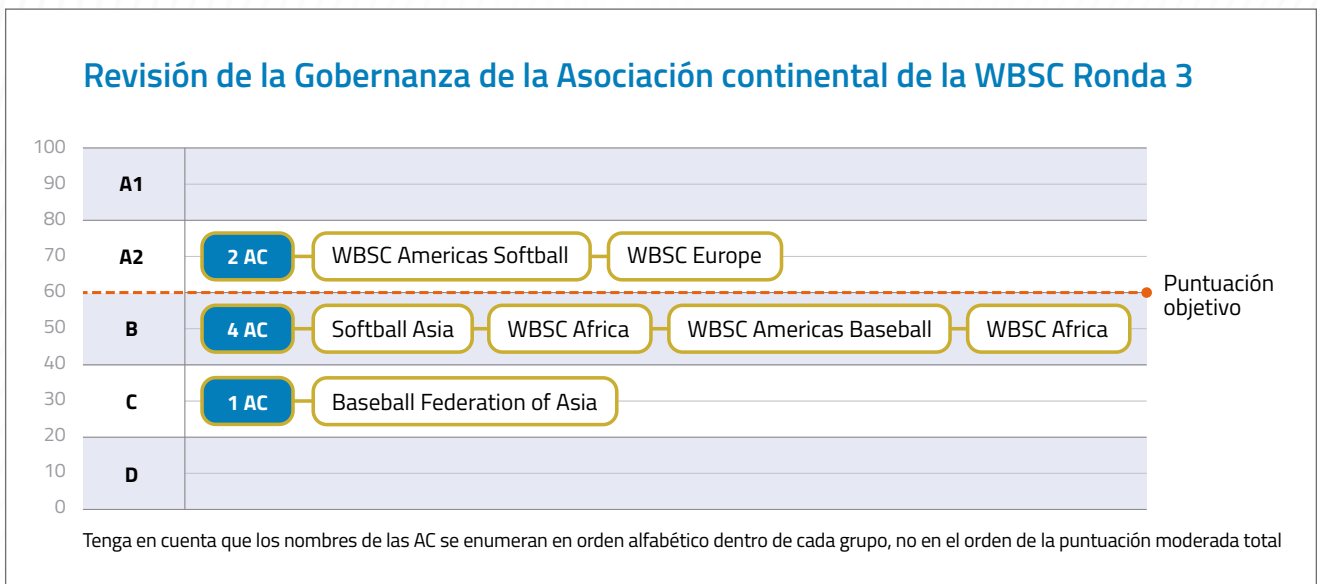 Revisión de la Gobernanza de la Asociación continental de la WBSC Ronda 3
100
90
A1
80
70
A2
2 AC
WBSC Americas Softball
WBSC Europe
60
Puntuación
objetivo
50
B
4 AC
Softball Asia
WBSC Africa
WBSC Americas Baseball
WBSC Africa
40
30
C
1 AC
Baseball Federation of Asia
20
10
D
0
Tenga en cuenta que los nombres de las AC se enumeran en orden alfabético dentro de cada grupo, no en el orden de la puntuación moderada total